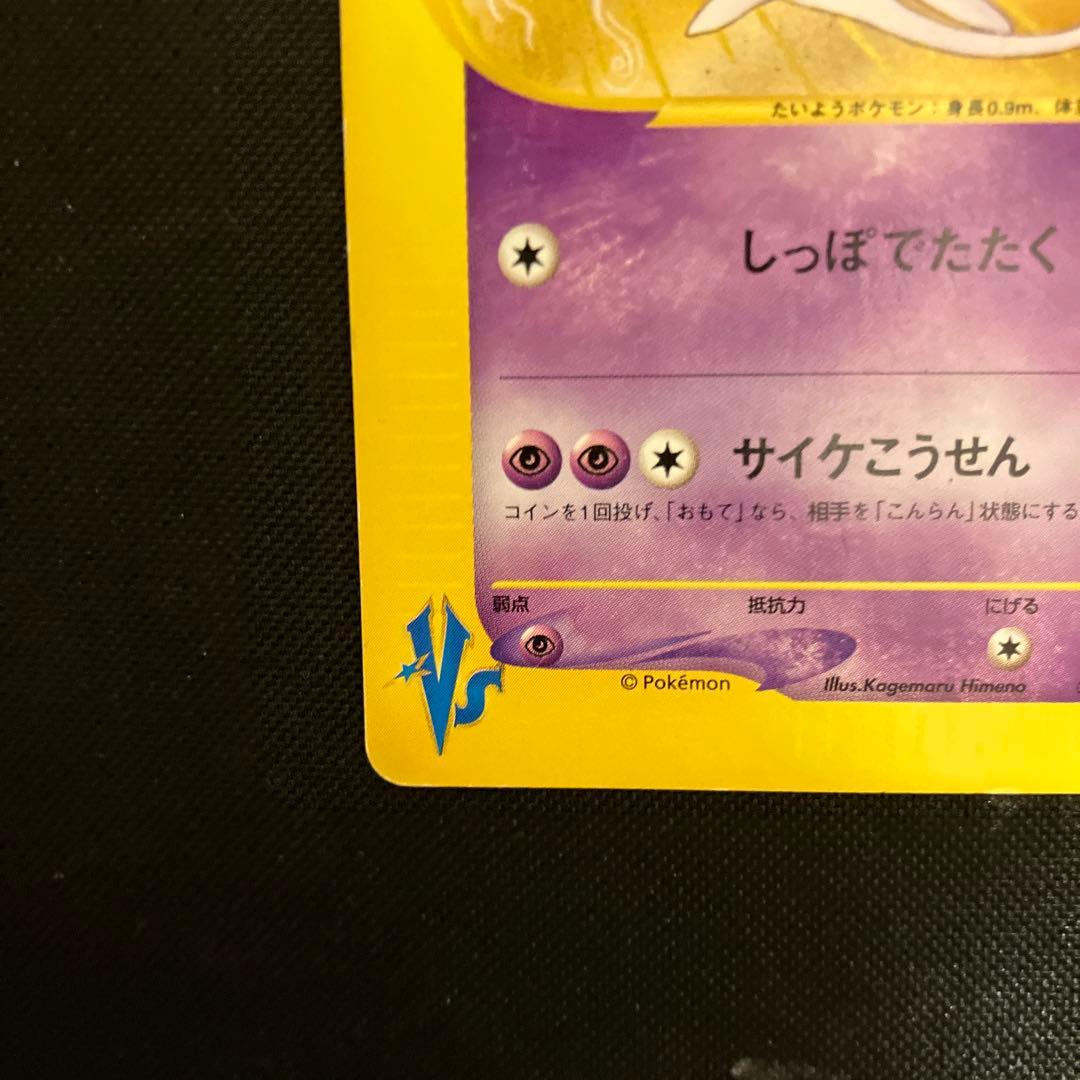 たいようポケモン：身長0.9m、体
しっぽでたたく
サイケこうせん
コインを1回投げ、「おもて」なら、相手を「こんらん」状態にする
弱点 抵抗力 にげる
© Pokémon Illus.Kagemaru Himeno
VS